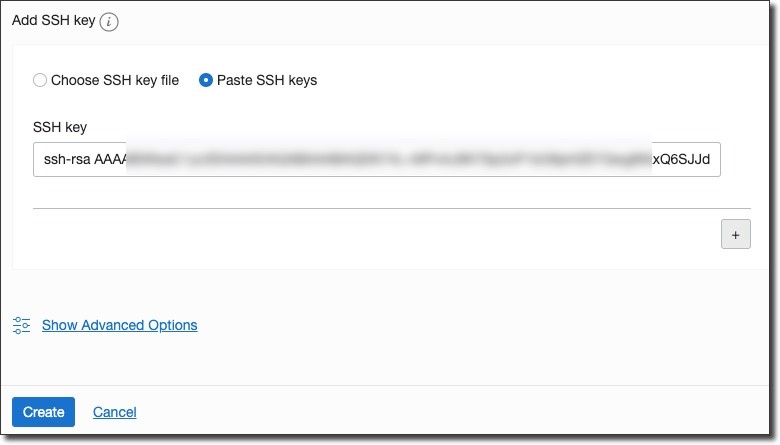 Add SSH key i
Choose SSH key file Paste SSH keys
SSH key
ssh-rsa AAAA xQ6SJJd
+
Show Advanced Options
Create Cancel